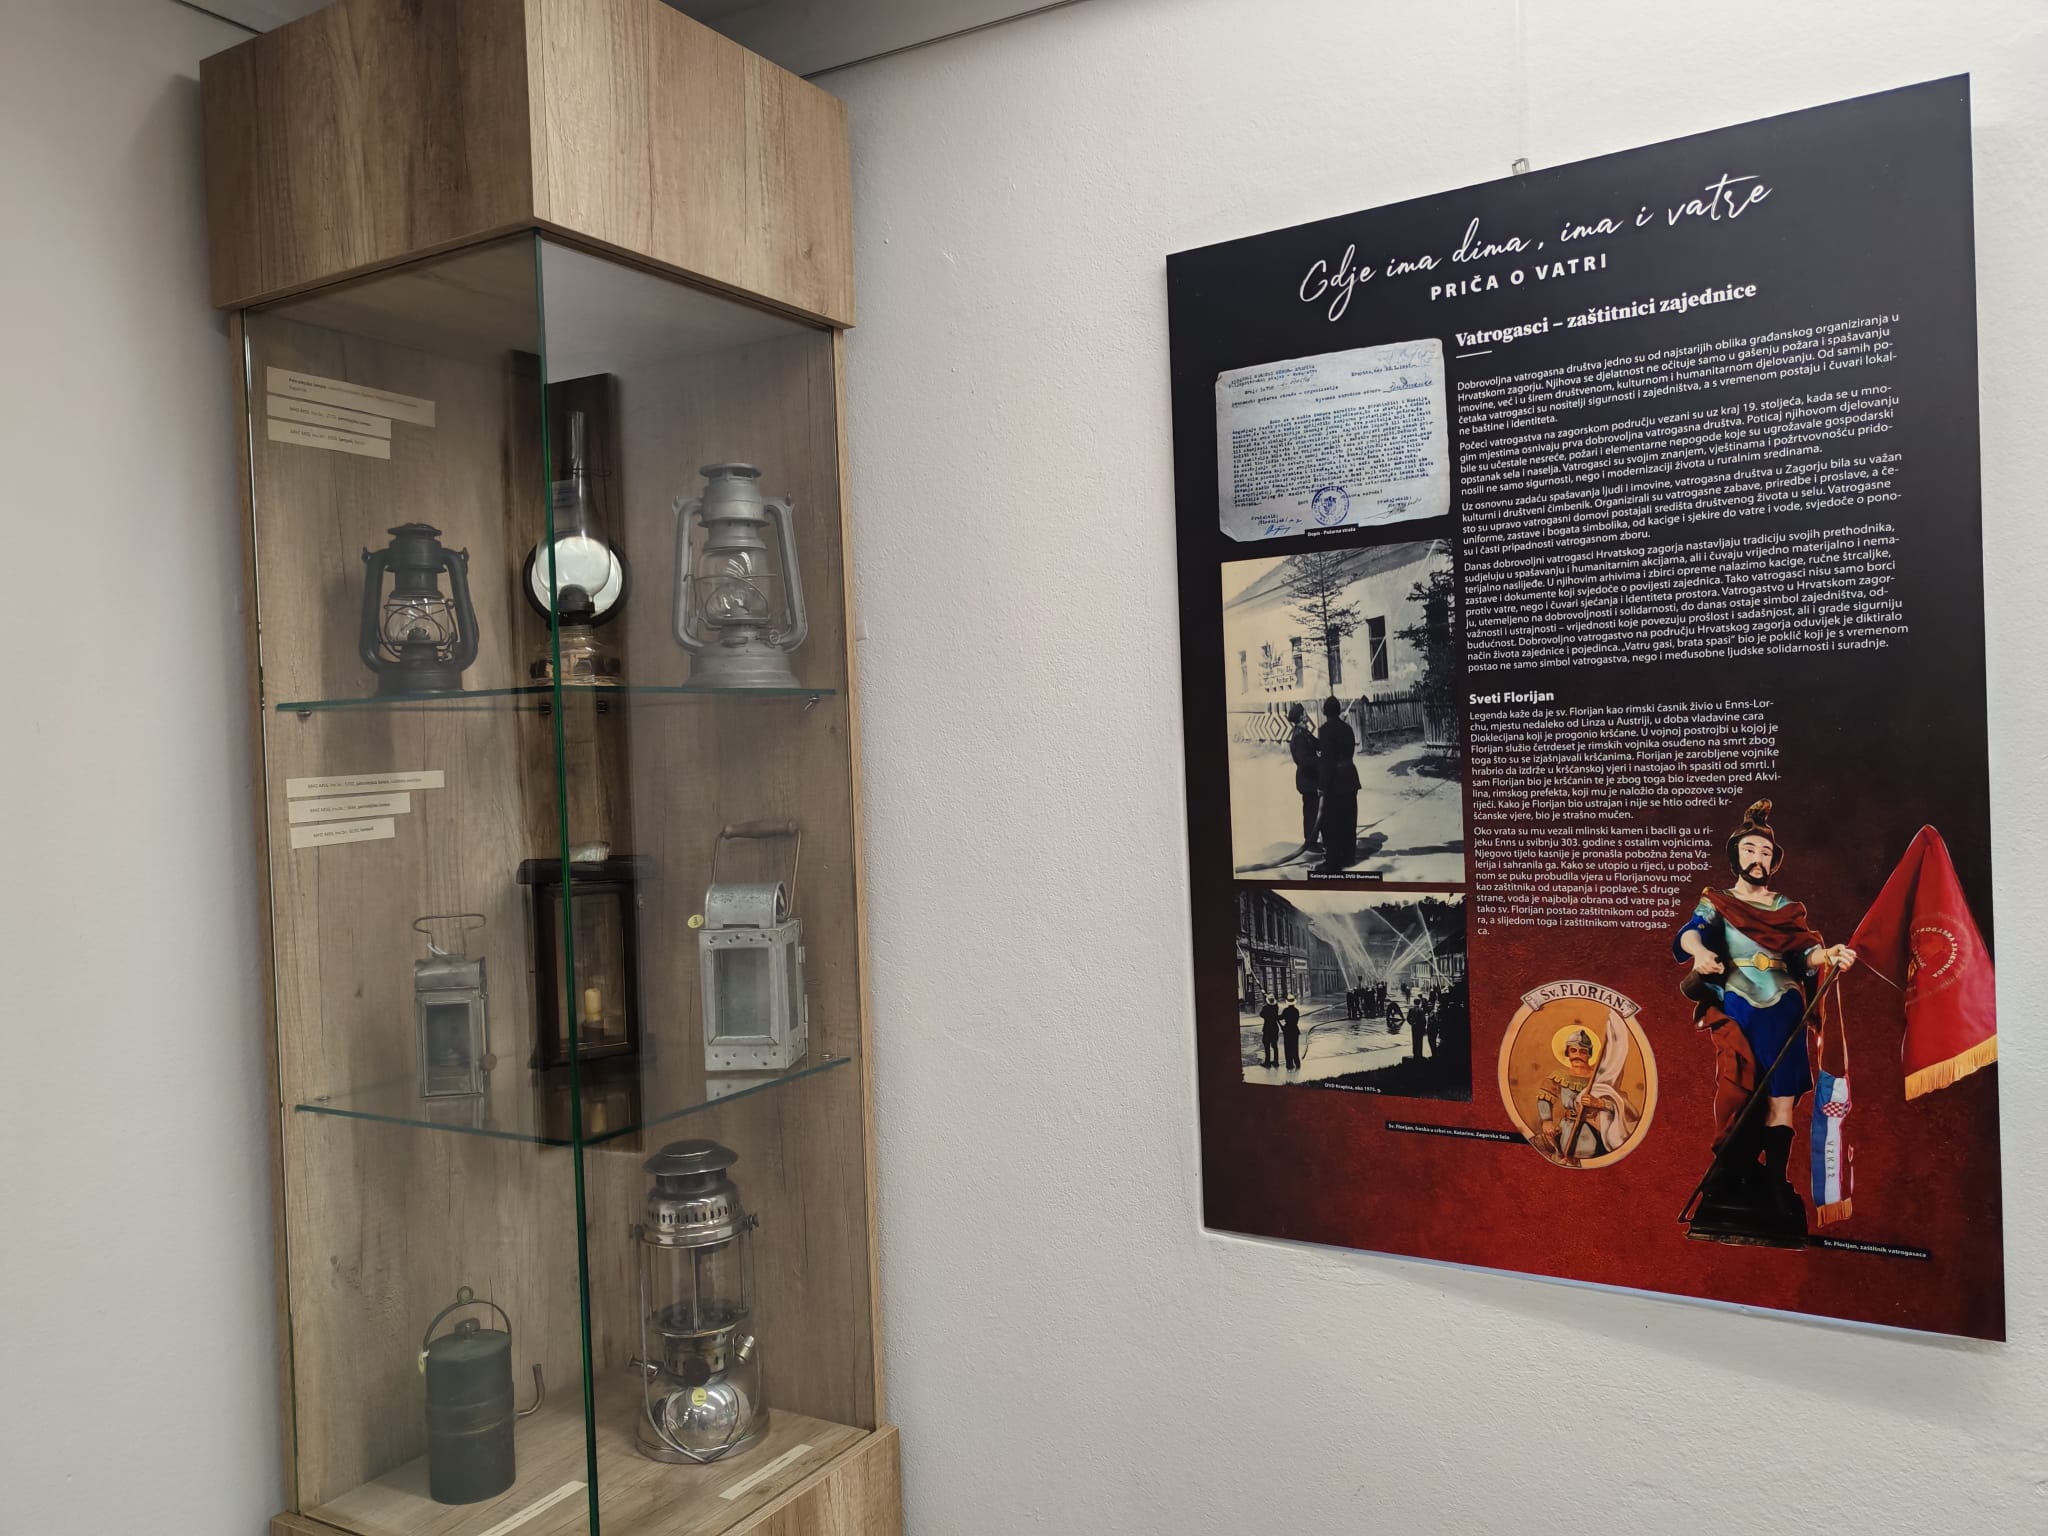 Gdje ima dima, ima i vatre
PRIČA O VATRI
Vatrogasci – zaštitnici zajednice
Dobrovoljna vatrogasna društva jedno su od najstarijih oblika građanskog organiziranja u
Hrvatskom zagorju. Njihova se djelatnost ne očituje samo u gašenju požara i spašavanju
imovine, već i u širem društvenom, kulturnom i humanitarnom djelovanju. Od samih po-
četaka vatrogasci su nositelji sigurnosti i zajedništva, a s vremenom postaju i čuvari lokal-
ne baštine i identiteta.
Počeci vatrogastva na zagorskom području vezani su uz kraj 19. stoljeća, kada se u mno-
gim mjestima osnivaju prva dobrovoljna vatrogasna društva. Poticaj njihovom djelovanju
bile su učestale nesreće, požari i elementarne nepogode koje su ugrožavale gospodarski
opstanak sela i naselja. Vatrogasci su svojim znanjem, vještinama i požrtvovnošću prido-
nosili ne samo sigurnosti, nego i modernizaciji života u ruralnim sredinama.
Uz osnovnu zadaću spašavanja ljudi i imovine, vatrogasna društva u Zagorju bila su važan
kulturni i društveni čimbenik. Organizirali su vatrogasne zabave, priredbe i proslave, a če-
sto su upravo vatrogasni domovi postajali središta društvenog života u selu. Vatrogasne
uniforme, zastave i bogata simbolika, od kacige i sjekire do vatre i vode, svjedoče o pono-
su i časti pripadnosti vatrogasnom zboru.
Danas dobrovoljni vatrogasci Hrvatskog zagorja nastavljaju tradiciju svojih prethodnika,
sudjeluju u spašavanju i humanitarnim akcijama, ali i čuvaju vrijedno materijalno i nema-
terijalno naslijeđe. U njihovim arhivima i zbirci opreme nalazimo kacige, ručne štrcaljke,
zastave i dokumente koji svjedoče o povijesti zajednica. Tako vatrogasci nisu samo borci
protiv vatre, nego i čuvari sjećanja i identiteta prostora. Vatrogastvo u Hrvatskom zagor-
ju, utemeljeno na dobrovoljnosti i solidarnosti, do danas ostaje simbol zajedništva, od-
važnosti i ustrajnosti – vrijednosti koje povezuju prošlost i sadašnjost, ali i grade sigurniju
budućnost. Dobrovoljno vatrogastvo na području Hrvatskog zagorja oduvijek je diktiralo
način života zajednice i pojedinca. „Vatru gasi, brata spasi“ bio je poklič koji je s vremenom
postao ne samo simbol vatrogastva, nego i međusobne ljudske solidarnosti i suradnje.
Sveti Florijan
Legenda kaže da je sv. Florijan kao rimski časnik živio u Enns-Lor-
chu, mjestu nedaleko od Linza u Austriji, u doba vladavine cara
Dioklecijana koji je progonio kršćane. U vojnoj postrojbi u kojoj je
Florijan služio četrdeset je rimskih vojnika osuđeno na smrt zbog
toga što su se izjašnjavali kršćanima. Florijan je zarobljene vojnike
hrabrio da izdrže u kršćanskoj vjeri i nastojao ih spasiti od smrti. I
sam Florijan bio je kršćanin te je zbog toga bio izveden pred Akvi-
lina, rimskog prefekta, koji mu je naložio da opozove svoje
riječi. Kako je Florijan bio ustrajan i nije se htio odreći kr-
šćanske vjere, bio je strašno mučen.
Oko vrata su mu vezali mlinski kamen i bacili ga u ri-
jeku Enns u svibnju 303. godine s ostalim vojnicima.
Njegovo tijelo kasnije je pronašla pobožna žena Va-
lerija i sahranila ga. Kako se utopio u rijeci, u pobož-
nom se puku probudila vjera u Florijanovu moć
kao zaštitnika od utapanja i poplave. S druge
strane, voda je najbolja obrana od vatre pa je
tako sv. Florijan postao zaštitnikom od poža-
ra, a slijedom toga i zaštitnikom vatrogasa-
ca.
Dopis - Požarna straža
Gašenje požara, DVD Đurmanec
DVD Krapina, oko 1975. g.
Sv. FLORIAN.
Sv. Florijan, freska u crkvi sv. Katarine, Zagorska Sela
Sv. Florijan, zaštitnik vatrogasaca